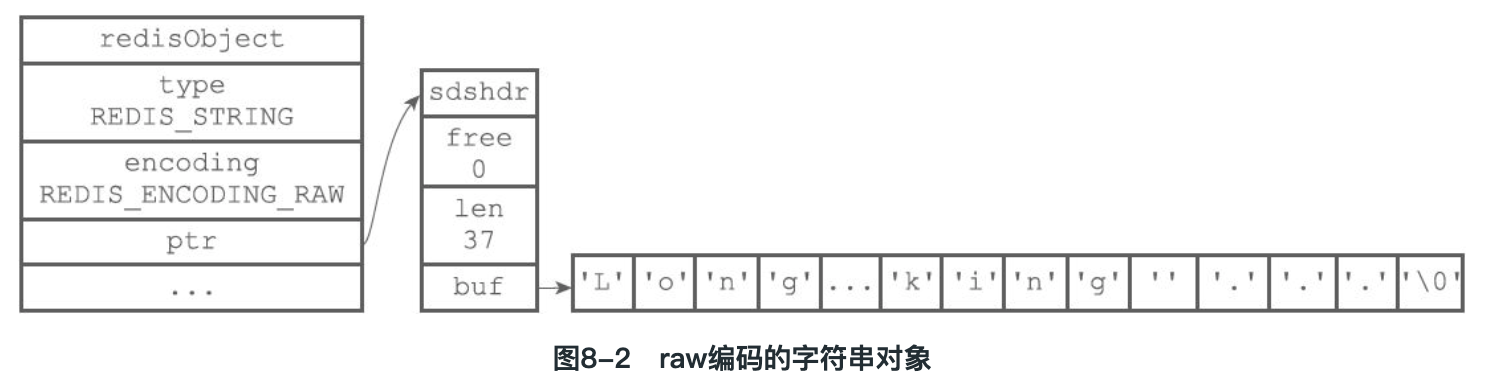 redisObject
type
REDIS_STRING
encoding
REDIS_ENCODING_RAW
ptr
...
sdshdr
free
0
len
37
buf
'L' 'o' 'n' 'g' ... 'k' 'i' 'n' 'g' ' ' '.' '.' '.' '\0'
图8-2 raw编码的字符串对象